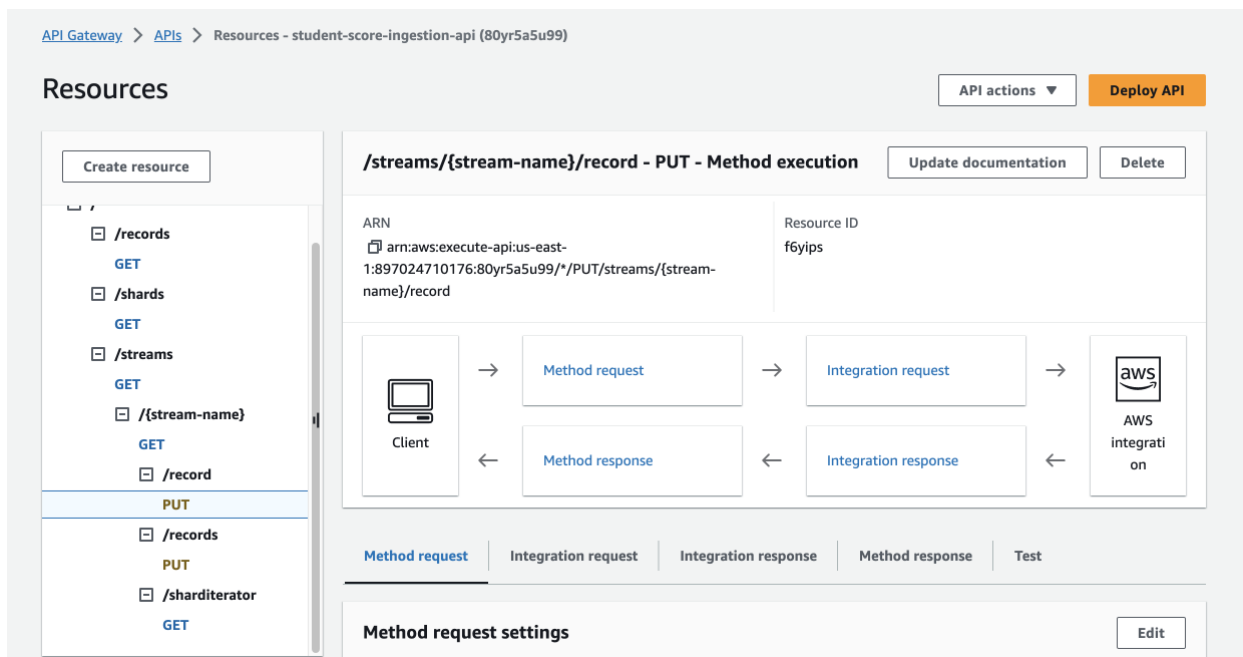 API Gateway > APIs > Resources - student-score-ingestion-api (80yr5a5u99)
Resources
API actions ▼
Deploy API
Create resource
/
/records
GET
/shards
GET
/streams
GET
/{stream-name}
GET
/record
PUT
/records
PUT
/sharditerator
GET
/streams/{stream-name}/record - PUT - Method execution
Update documentation
Delete
ARN
arn:aws:execute-api:us-east-
1:897024710176:80yr5a5u99/*/PUT/streams/{stream-
name}/record
Resource ID
f6yips
Client
Method request
Integration request
Method response
Integration response
aws
AWS
integrati
on
Method request
Integration request
Integration response
Method response
Test
Method request settings
Edit